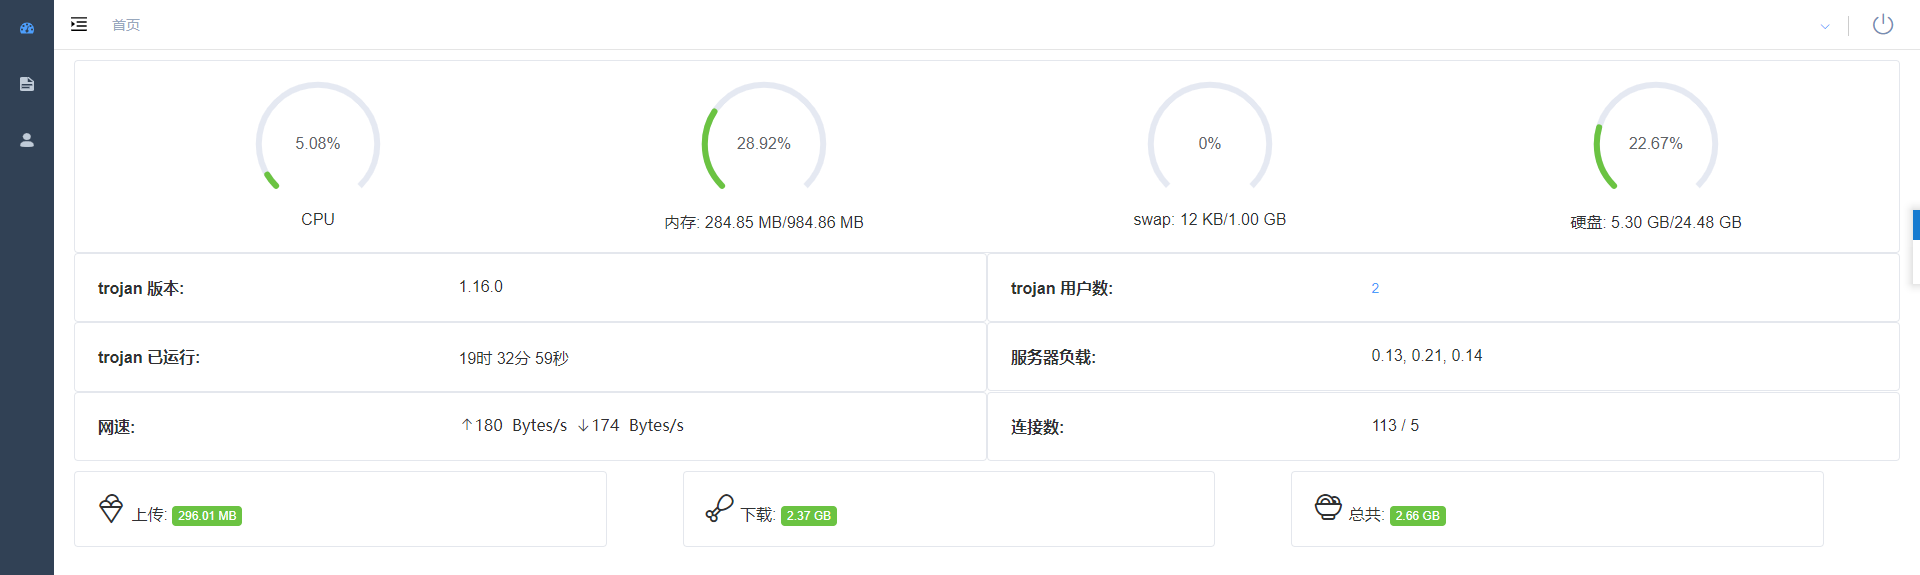 首页
5.08%
28.92%
0%
22.67%
CPU
内存: 284.85 MB/984.86 MB
swap: 12 KB/1.00 GB
硬盘: 5.30 GB/24.48 GB
trojan 版本: 1.16.0
trojan 用户数: 2
trojan 已运行: 19时 32分 59秒
服务器负载: 0.13, 0.21, 0.14
网速: ↑180 Bytes/s ↓174 Bytes/s
连接数: 113 / 5
上传: 296.01 MB
下载: 2.37 GB
总共: 2.66 GB